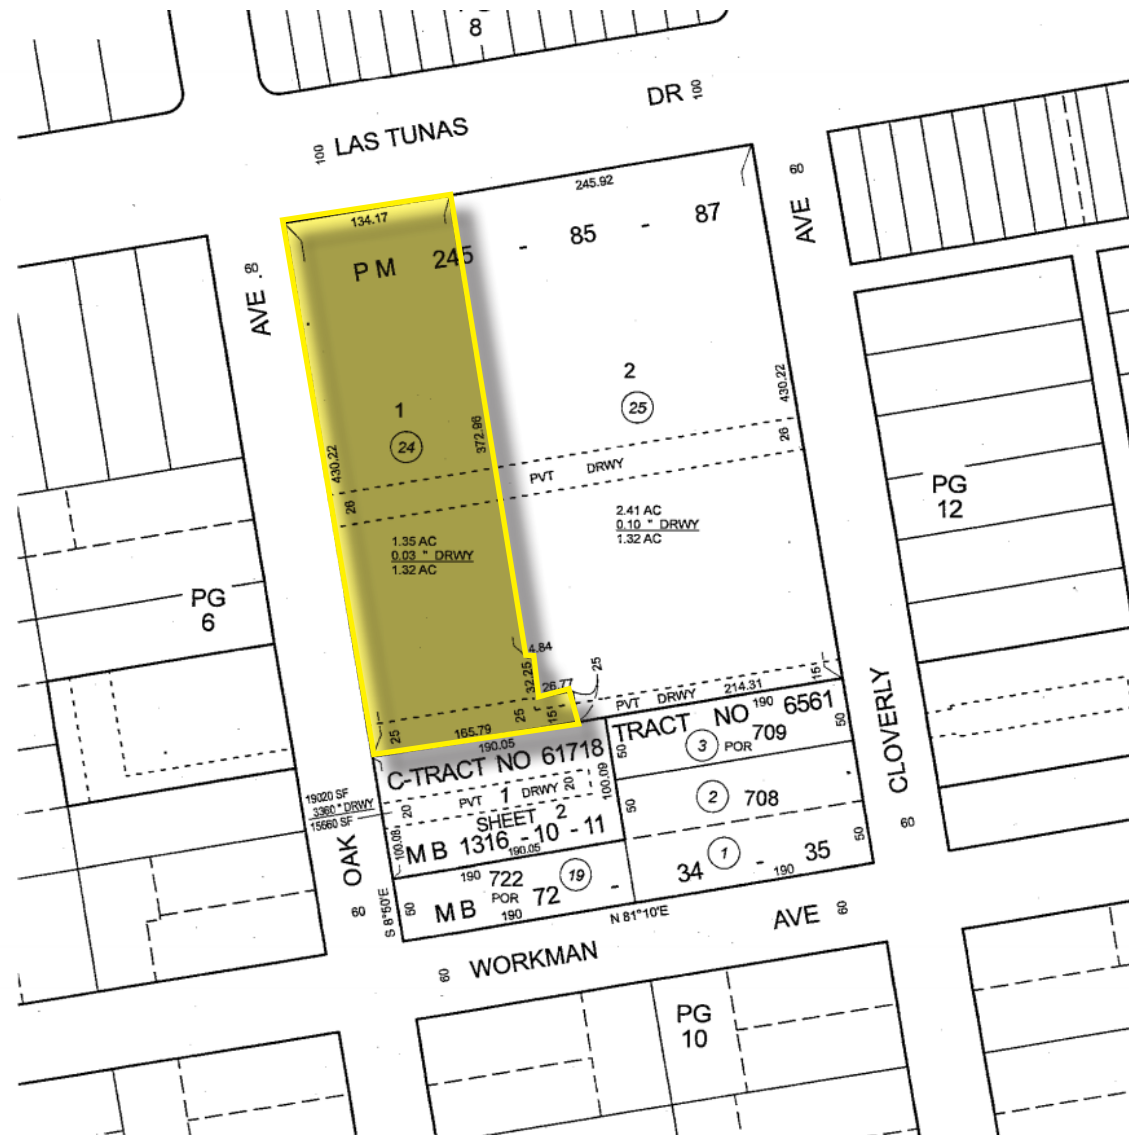 8
DR 100
100 LAS TUNAS
245.92
60
AVE
134.17
P M 245 - 85 - 87
60
AVE.
1
24
2
25
430.22
372.96
430.22
26
26
PVT DRWY
1.35 AC
0.03 " DRWY
1.32 AC
2.41 AC
0.10 " DRWY
1.32 AC
PG
12
PG
6
4.84
32.25
26.77
25
15
25
15
25
PVT DRWY
214.31
165.79
190.05
C-TRACT NO 61718
TRACT NO 6561
190
50
50
3 POR 709
19020 SF
3360 " DRWY
15660 SF
PVT 1 DRWY
20
20
100.09
100.08
SHEET 2
M B 1316 - 10 - 11
190.05
2 708
50
50
34 1 - 35
190
190 722
19
POR
M B 72 -
190
50
S 8°50'E
N 81°10'E
OAK
60
CLOVERLY
60
WORKMAN AVE
60
60
PG
10